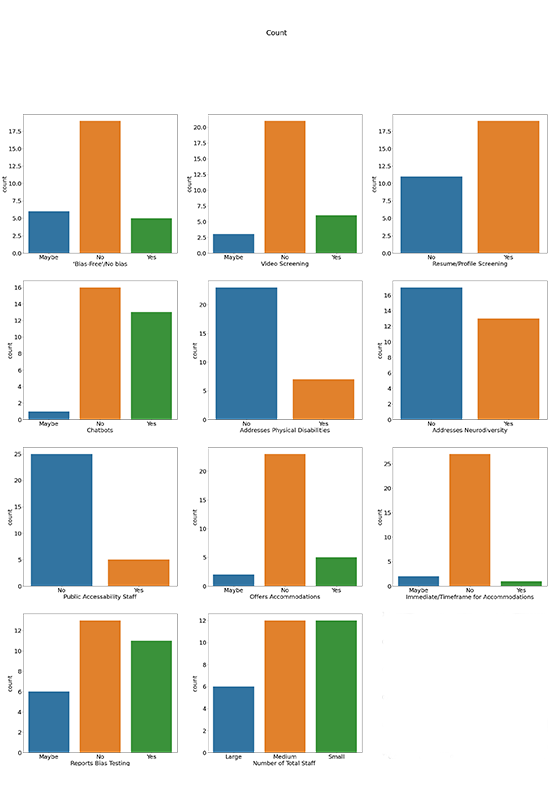 Count
count
17.5
15.0
12.5
10.0
7.5
5.0
2.5
0.0
Maybe No Yes
'Bias-Free'/No bias
count
20.0
17.5
15.0
12.5
10.0
7.5
5.0
2.5
0.0
Maybe No Yes
Video Screening
count
17.5
15.0
12.5
10.0
7.5
5.0
2.5
0.0
No Yes
Resume/Profile Screening
count
16
14
12
10
8
6
4
2
0
Maybe No Yes
Chatbots
count
20
15
10
5
0
No Yes
Addresses Physical Disabilities
count
16
14
12
10
8
6
4
2
0
No Yes
Addresses Neurodiversity
count
25
20
15
10
5
0
No Yes
Public Accessability Staff
count
20
15
10
5
0
Maybe No Yes
Offers Accommodations
count
25
20
15
10
5
0
Maybe No Yes
Immediate/Timeframe for Accommodations
count
12
10
8
6
4
2
0
Maybe No Yes
Reports Bias Testing
count
12
10
8
6
4
2
0
Large Medium Small
Number of Total Staff